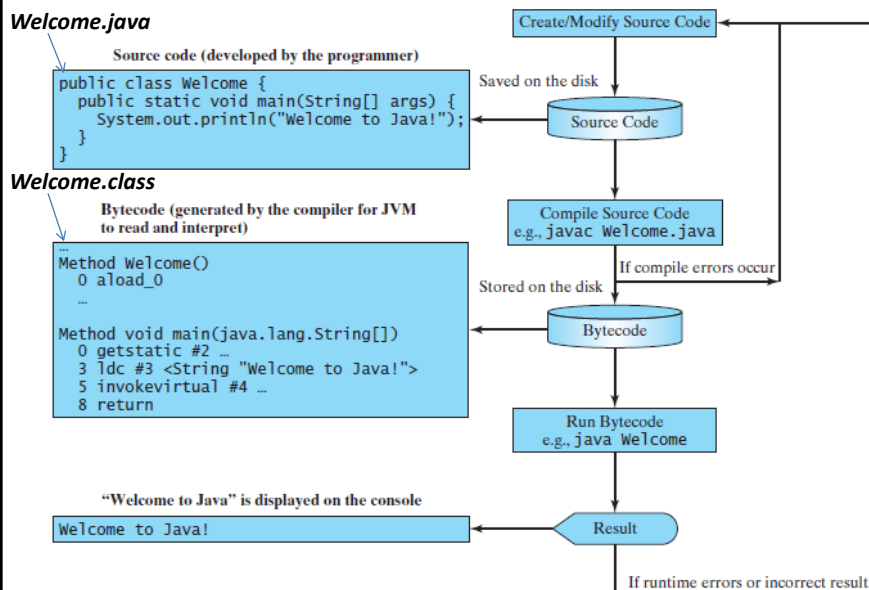 Welcome.java
Create/Modify Source Code
Source code (developed by the programmer)
public class Welcome {
public static void main(String[] args) {
System.out.println("Welcome to Java!");
}
}
Saved on the disk
Source Code
Welcome.class
Bytecode (generated by the compiler for JVM
to read and interpret)
Compile Source Code
e.g., javac Welcome.java
…
Method Welcome()
0 aload_0
…
Method void main(java.lang.String[])
0 getstatic #2 …
3 ldc #3 <String "Welcome to Java!">
5 invokevirtual #4 …
8 return
If compile errors occur
Stored on the disk
Bytecode
Run Bytecode
e.g., java Welcome
“Welcome to Java” is displayed on the console
Welcome to Java!
Result
If runtime errors or incorrect result